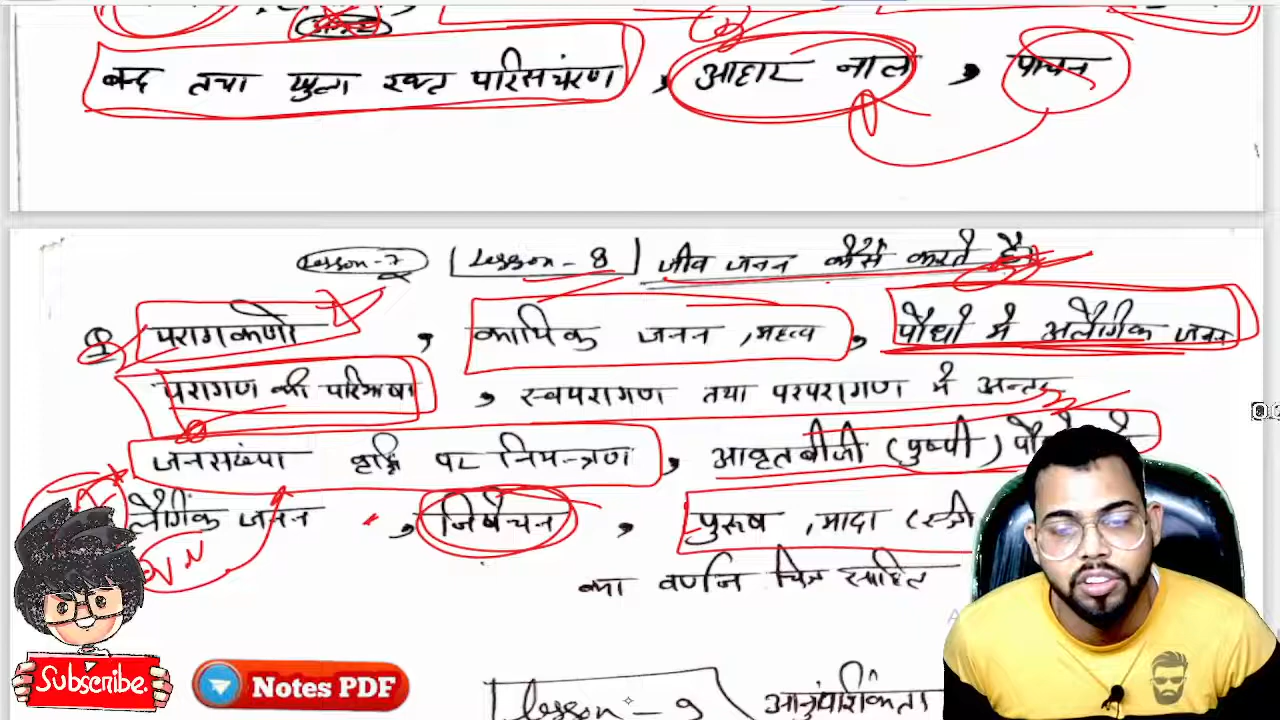 बन्द तथा खुला रक्त परिसंचरण , आहार नाल , पाचन
Lesson-7 Lesson - 8 जीव जनन कैसे करते है
Q परागकणो , कायिक जनन , महत्व , पौधो मे अलैंगिक जनन
परागण की परिभाषा , स्वपरागण तथा परपरागण मे अन्तर
जनसंख्या वृद्धि पर नियन्त्रण , आवृतबीजी (पुष्पी)
लैंगिक जनन , निषेचन , पुरुष , मादा (स्त्री
का वर्णन चित्र सहित
Subscribe.
Notes PDF
Lesson - 9 आनुवंशिकता